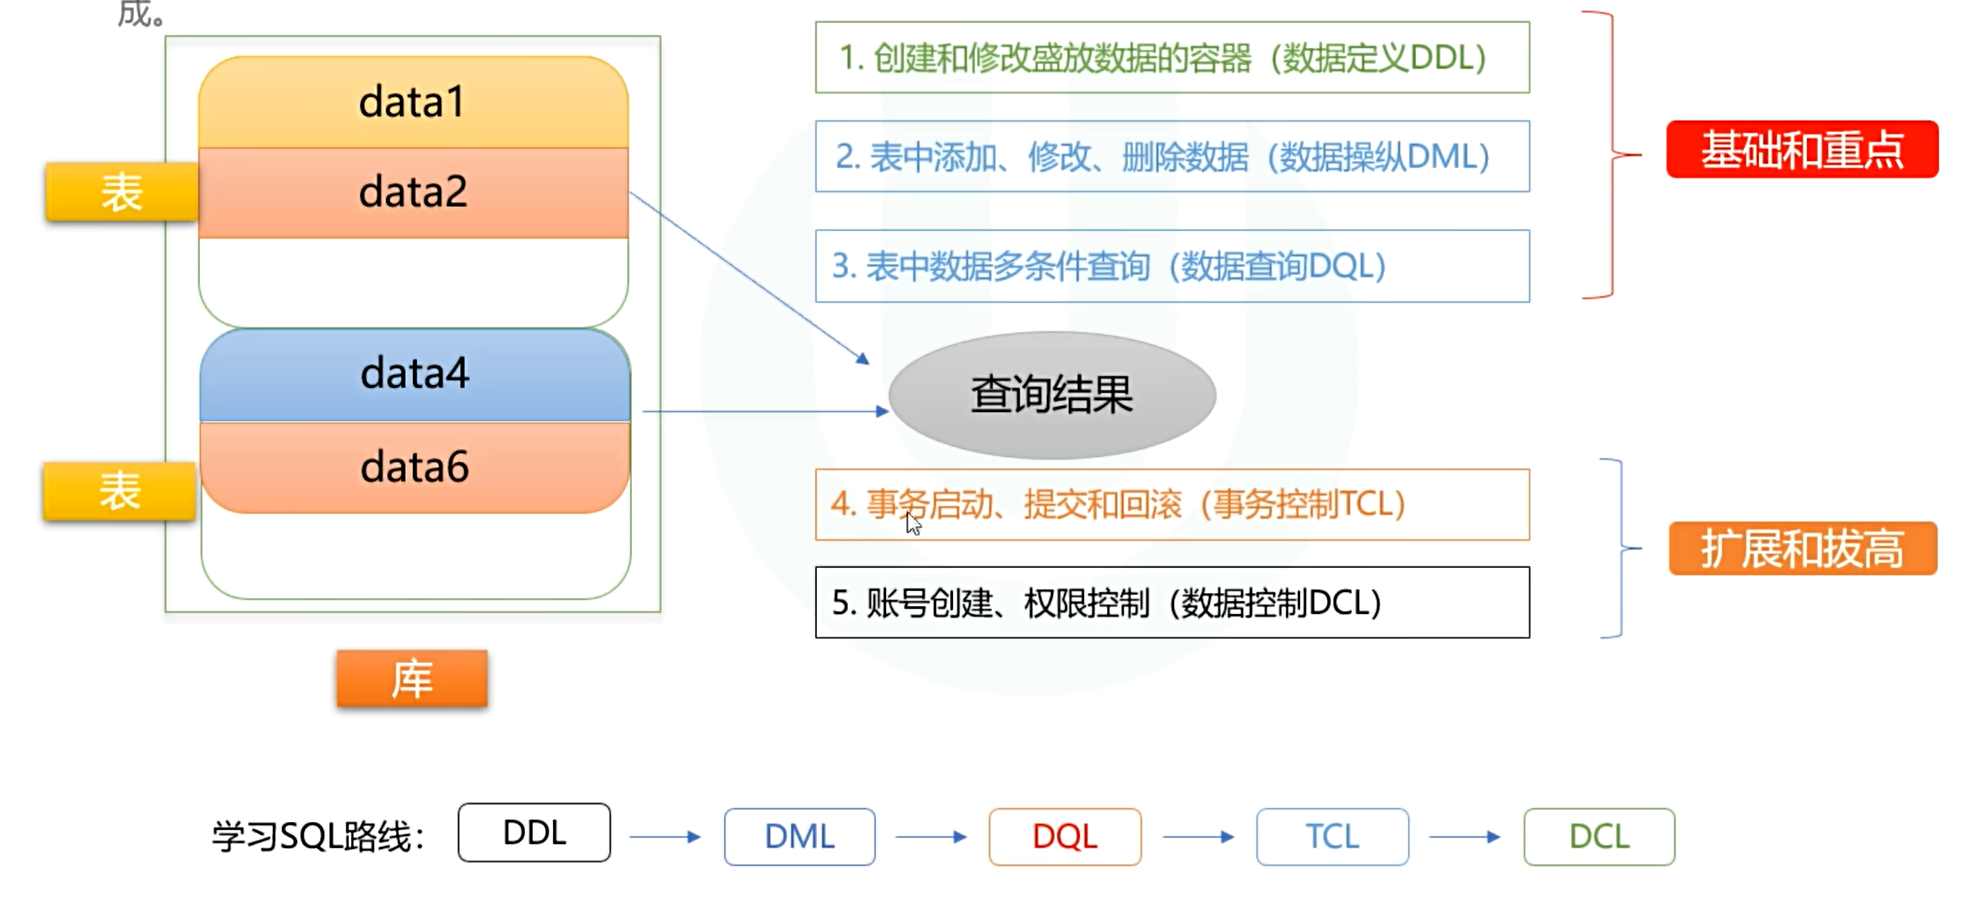 成。
data1
data2
表
data4
data6
表
库
1. 创建和修改盛放数据的容器（数据定义DDL）
2. 表中添加、修改、删除数据（数据操纵DML）
3. 表中数据多条件查询（数据查询DQL）
基础和重点
查询结果
4. 事务启动、提交和回滚（事务控制TCL）
5. 账号创建、权限控制（数据控制DCL）
扩展和拔高
学习SQL路线： DDL DML DQL TCL DCL